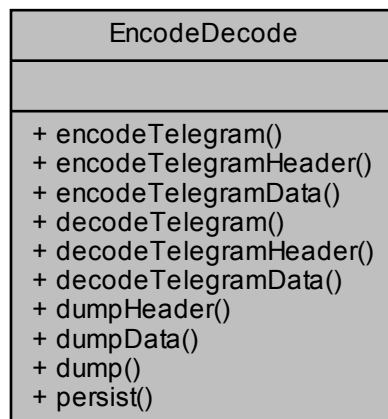 EncodeDecode
+ encodeTelegram()
+ encodeTelegramHeader()
+ encodeTelegramData()
+ decodeTelegram()
+ decodeTelegramHeader()
+ decodeTelegramData()
+ dumpHeader()
+ dumpData()
+ dump()
+ persist()